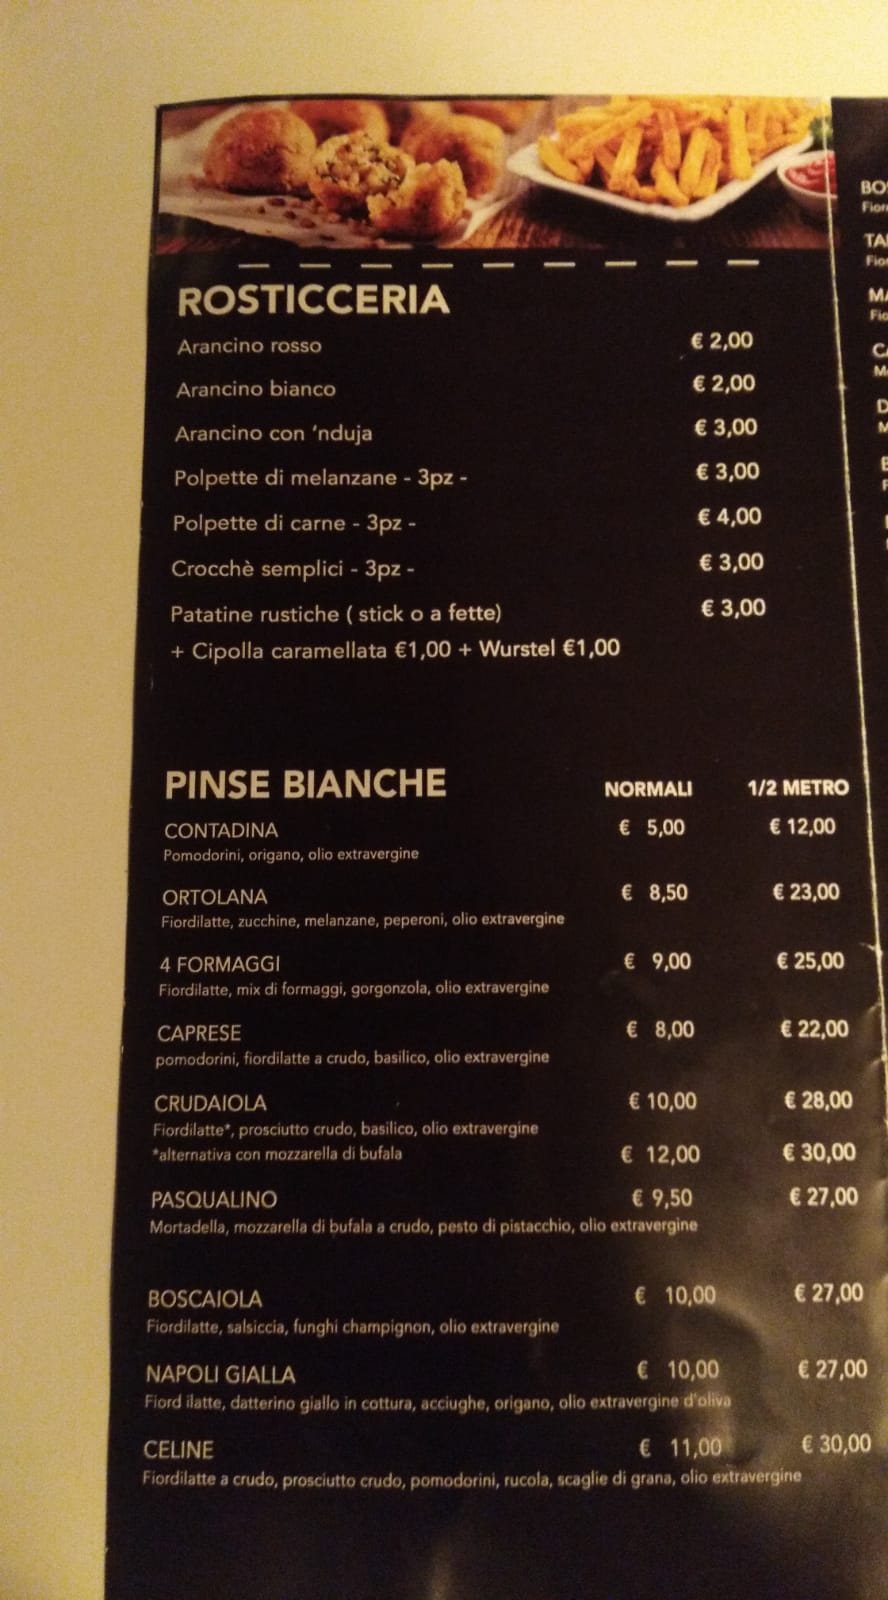 ROSTICCERIA
Arancino rosso € 2,00
Arancino bianco € 2,00
Arancino con ‘nduja € 3,00
Polpette di melanzane - 3pz - € 3,00
Polpette di carne - 3pz - € 4,00
Crocchè semplici - 3pz - € 3,00
Patatine rustiche ( stick o a fette) € 3,00
+ Cipolla caramellata €1,00 + Wurstel €1,00
PINSE BIANCHE NORMALI 1/2 METRO
CONTADINA € 5,00 € 12,00
Pomodorini, origano, olio extravergine
ORTOLANA € 8,50 € 23,00
Fiordilatte, zucchine, melanzane, peperoni, olio extravergine
4 FORMAGGI € 9,00 € 25,00
Fiordilatte, mix di formaggi, gorgonzola, olio extravergine
CAPRESE € 8,00 € 22,00
pomodorini, fiordilatte a crudo, basilico, olio extravergine
CRUDAIOLA € 10,00 € 28,00
Fiordilatte*, prosciutto crudo, basilico, olio extravergine
*alternativa con mozzarella di bufala € 12,00 € 30,00
PASQUALINO € 9,50 € 27,00
Mortadella, mozzarella di bufala a crudo, pesto di pistacchio, olio extravergine
BOSCAIOLA € 10,00 € 27,00
Fiordilatte, salsiccia, funghi champignon, olio extravergine
NAPOLI GIALLA € 10,00 € 27,00
Fiord ilatte, datterino giallo in cottura, acciughe, origano, olio extravergine d'oliva
CELINE € 11,00 € 30,00
Fiordilatte a crudo, prosciutto crudo, pomodorini, rucola, scaglie di grana, olio extravergine